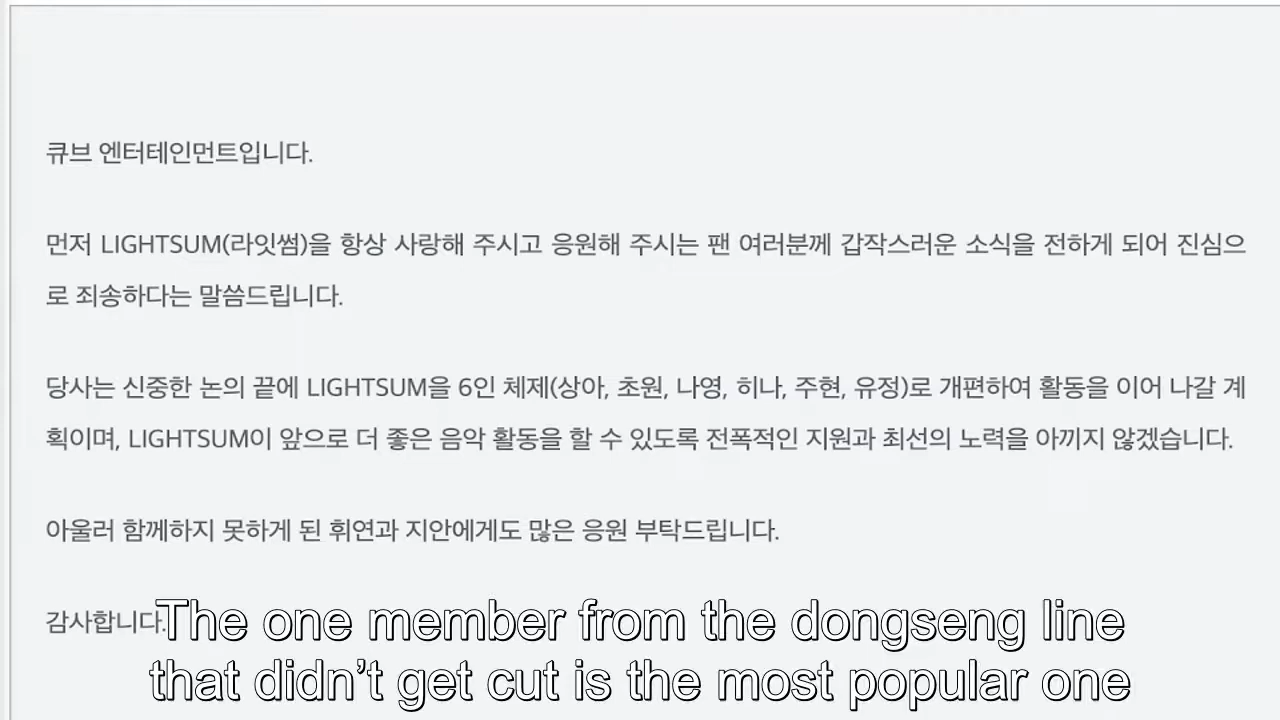 큐브 엔터테인먼트입니다.
먼저 LIGHTSUM(라잇썸)을 항상 사랑해 주시고 응원해 주시는 팬 여러분께 갑작스러운 소식을 전하게 되어 진심으
로 죄송하다는 말씀드립니다.
당사는 신중한 논의 끝에 LIGHTSUM을 6인 체제(상아, 초원, 나영, 히나, 주현, 유정)로 개편하여 활동을 이어 나갈 계
획이며, LIGHTSUM이 앞으로 더 좋은 음악 활동을 할 수 있도록 전폭적인 지원과 최선의 노력을 아끼지 않겠습니다.
아울러 함께하지 못하게 된 휘연과 지안에게도 많은 응원 부탁드립니다.
감사합니다.
The one member from the dongseng line
that didn’t get cut is the most popular one